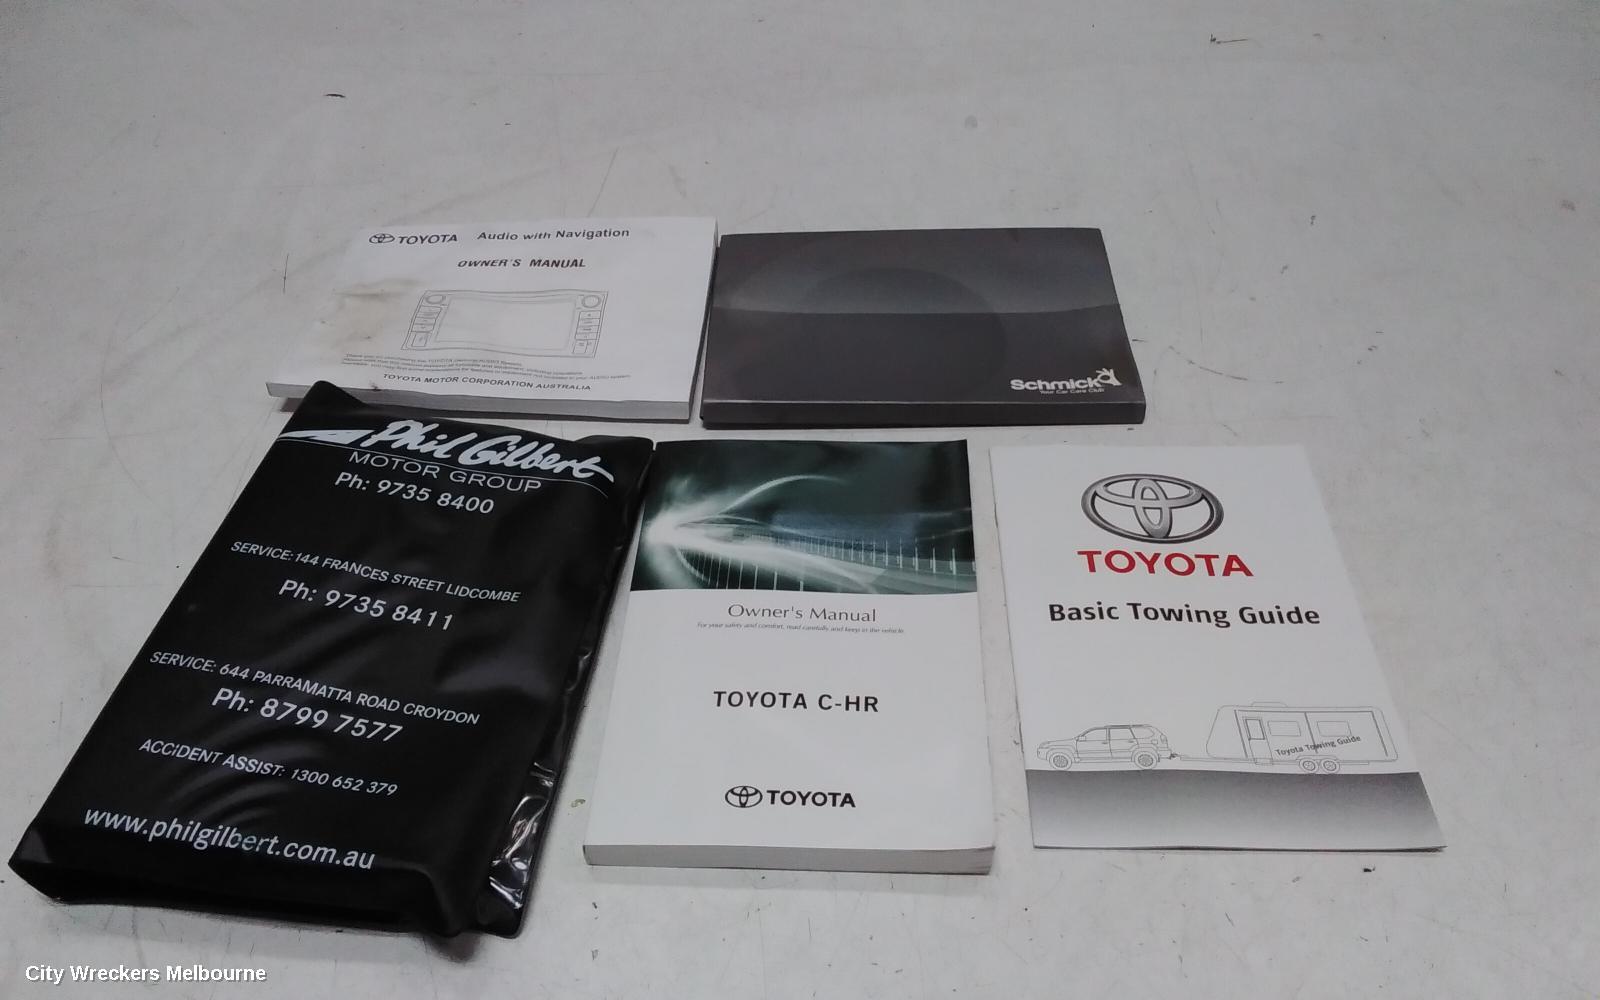 TOYOTA Audio with Navigation
OWNER'S MANUAL
TOYOTA MOTOR CORPORATION AUSTRALIA
Schmick
Your Car Care Club
Phil Gilbert
MOTOR GROUP
Ph: 9735 8400
SERVICE: 144 FRANCES STREET LIDCOMBE
Ph: 9735 8411
SERVICE: 644 PARRAMATTA ROAD CROYDON
Ph: 8799 7577
ACCIDENT ASSIST: 1300 652 379
www.philgilbert.com.au
Owner's Manual
For your safety and comfort, read carefully and keep in the vehicle.
TOYOTA C-HR
TOYOTA
TOYOTA
Basic Towing Guide
Toyota Towing Guide
City Wreckers Melbourne